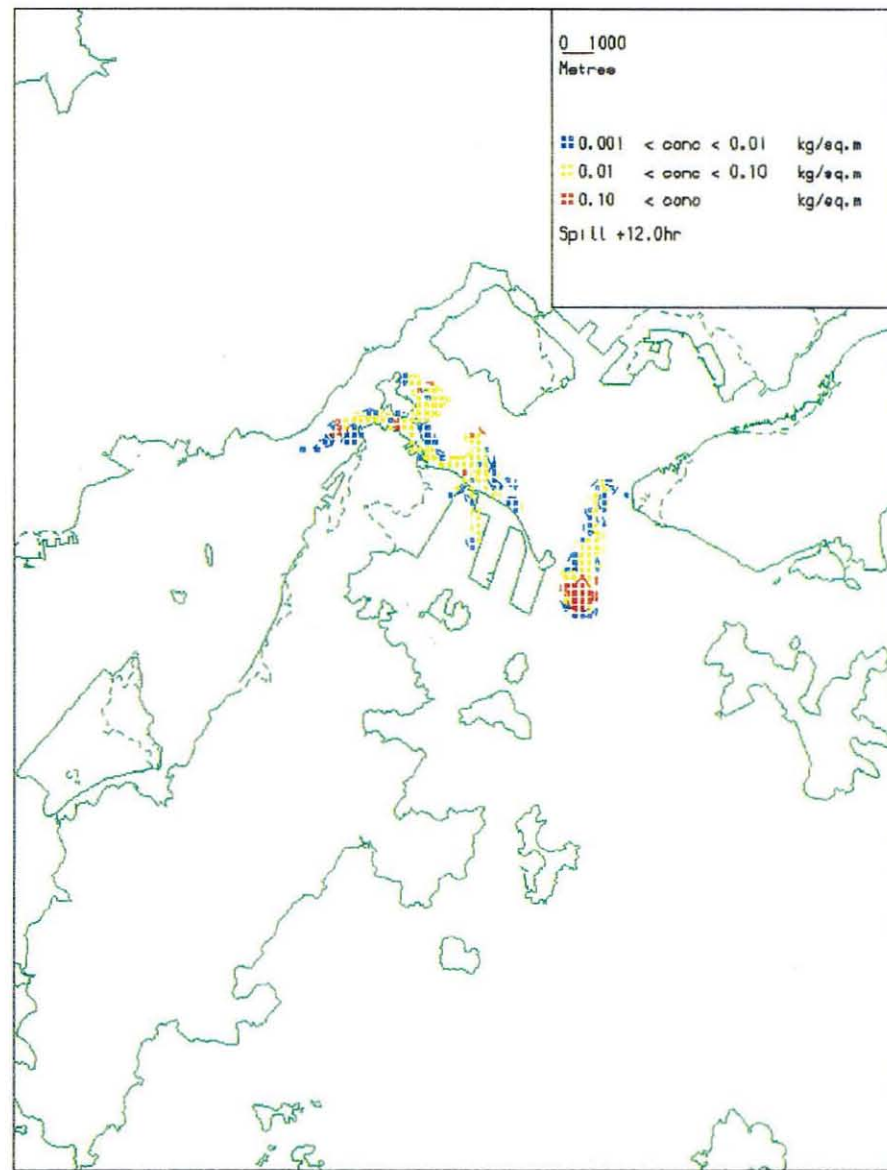 0 1000
Metres
0.001 < conc < 0.01 kg/sq.m
0.01 < conc < 0.10 kg/sq.m
0.10 < conc kg/sq.m
Spill +12.0hr